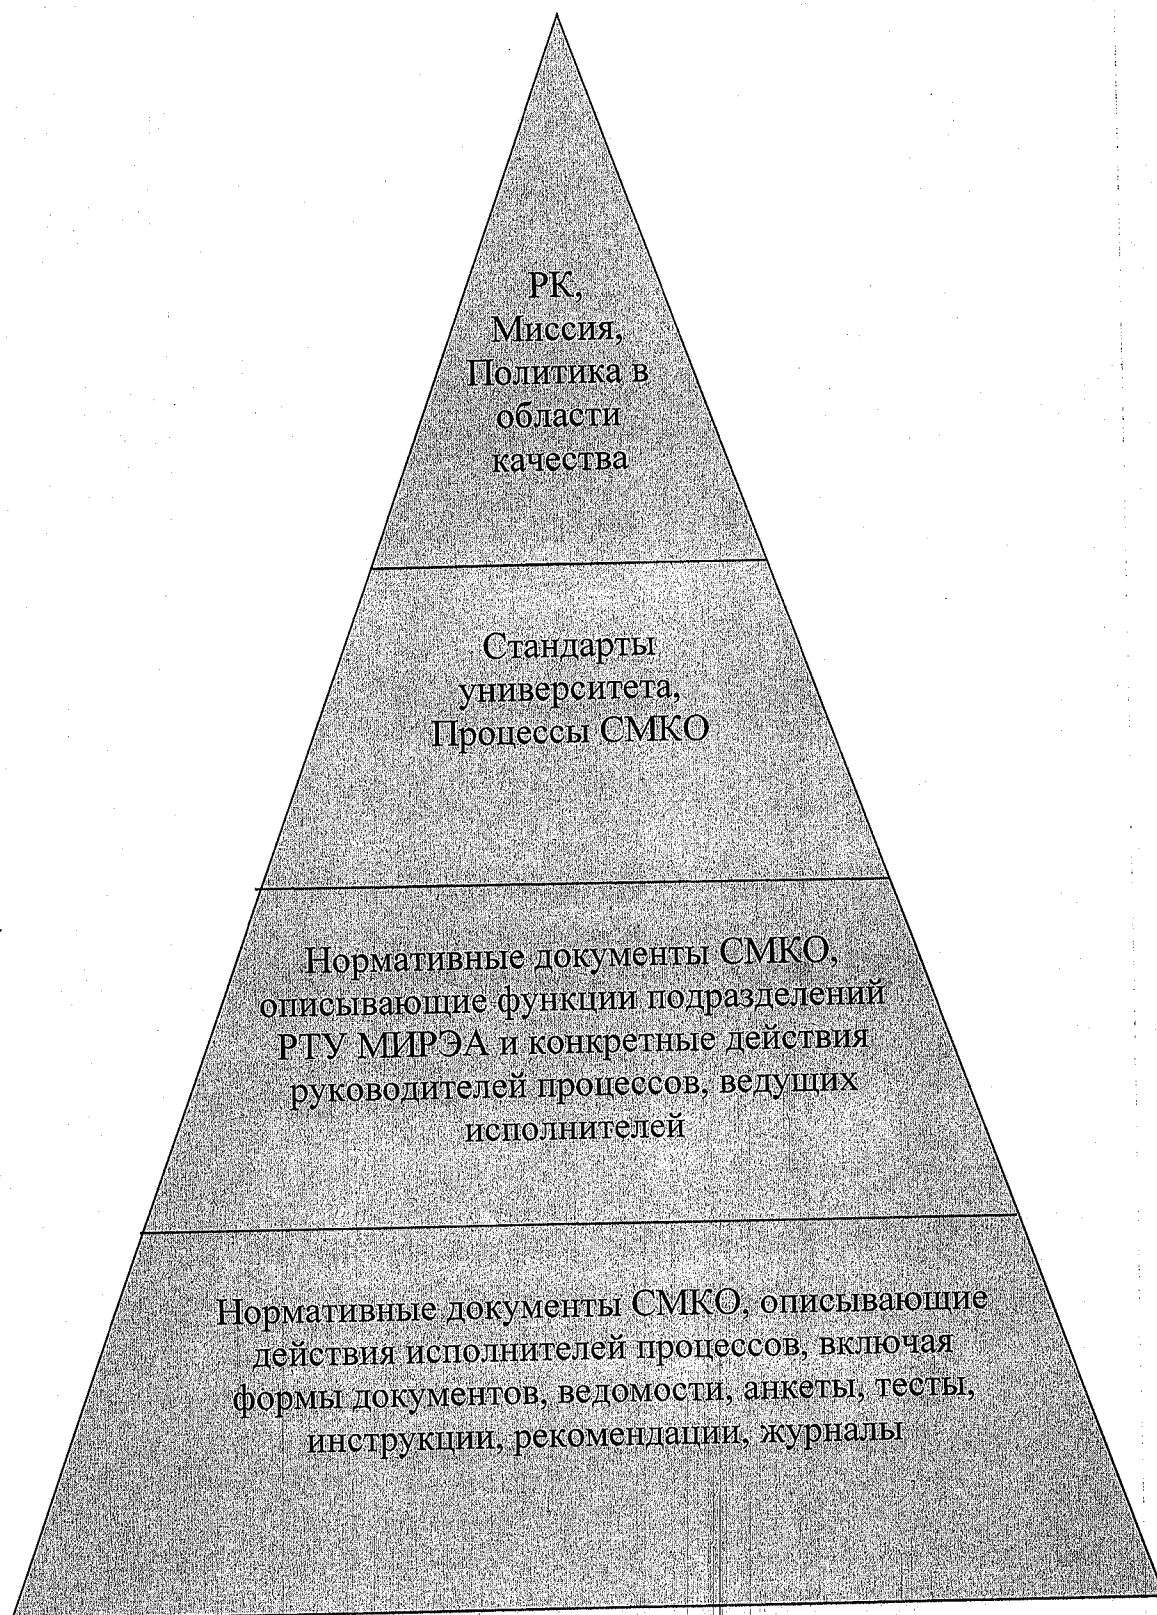 РК,
Миссия,
Политика в
области
качества
Стандарты
университета,
Процессы СМКО
Нормативные документы СМКО,
описывающие функции подразделений
РТУ МИРЭА и конкретные действия
руководителей процессов, ведущих
исполнителей
Нормативные документы СМКО, описывающие
действия исполнителей процессов, включая
формы документов, ведомости, анкеты, тесты,
инструкции, рекомендации, журналы